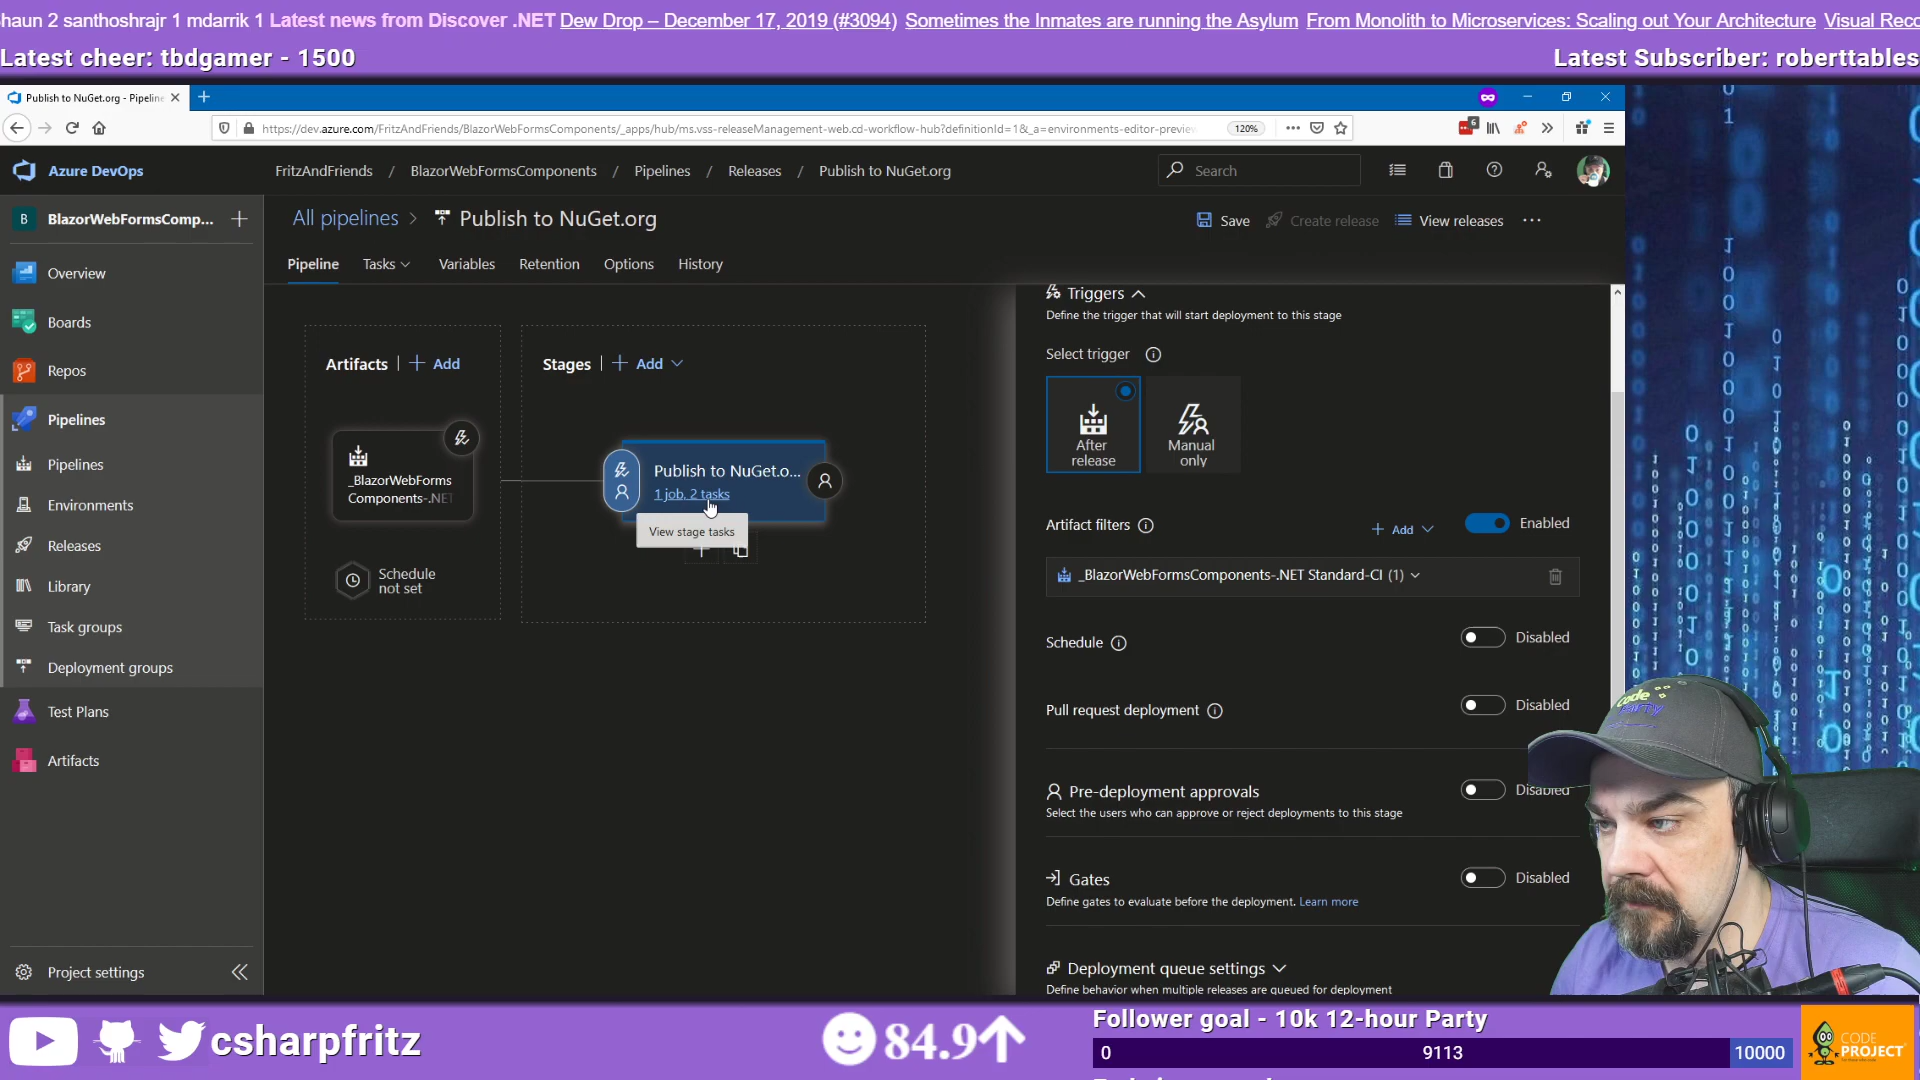 haun 2 santhoshrajr 1 mdarrik 1 Latest news from Discover .NET Dew Drop – December 17, 2019 (#3094) Sometimes the Inmates are running the Asylum From Monolith to Microservices: Scaling out Your Architecture Visual Reco
Latest cheer: tbdgamer - 1500
Latest Subscriber: roberttables
Publish to NuGet.org - Pipeline
https://dev.azure.com/FritzAndFriends/BlazorWebFormsComponents/_apps/hub/ms.vss-releaseManagement-web.cd-workflow-hub?definitionId=1&_a=environments-editor-preview
120%
6
Azure DevOps
FritzAndFriends / BlazorWebFormsComponents / Pipelines / Releases / Publish to NuGet.org
Search
B BlazorWebFormsComp...
All pipelines > Publish to NuGet.org
Save
Create release
View releases
Pipeline
Tasks
Variables
Retention
Options
History
Overview
Boards
Repos
Pipelines
Pipelines
Environments
Releases
Library
Task groups
Deployment groups
Test Plans
Artifacts
Project settings
Artifacts | Add
_BlazorWebForms
Components-.NET
Schedule
not set
Stages | Add
Publish to NuGet.o...
1 job, 2 tasks
View stage tasks
Triggers
Define the trigger that will start deployment to this stage
Select trigger
After
release
Manual
only
Artifact filters
Add
Enabled
_BlazorWebFormsComponents-.NET Standard-CI (1)
Schedule
Disabled
Pull request deployment
Disabled
Pre-deployment approvals
Disabled
Select the users who can approve or reject deployments to this stage
Gates
Disabled
Define gates to evaluate before the deployment. Learn more
Deployment queue settings
Define behavior when multiple releases are queued for deployment
code
party
csharpfritz
84.9
Follower goal - 10k 12-hour Party
0
9113
10000
CODE
PROJECT